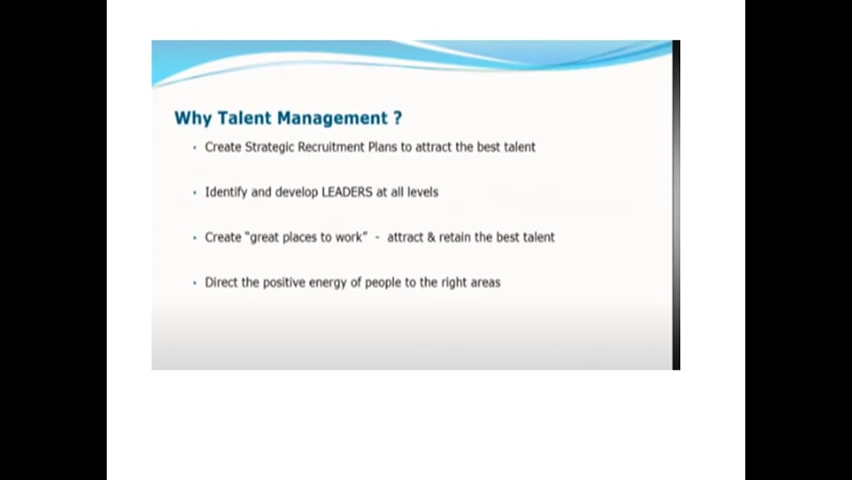 Why Talent Management ?
• Create Strategic Recruitment Plans to attract the best talent
• Identify and develop LEADERS at all levels
• Create "great places to work" - attract & retain the best talent
• Direct the positive energy of people to the right areas